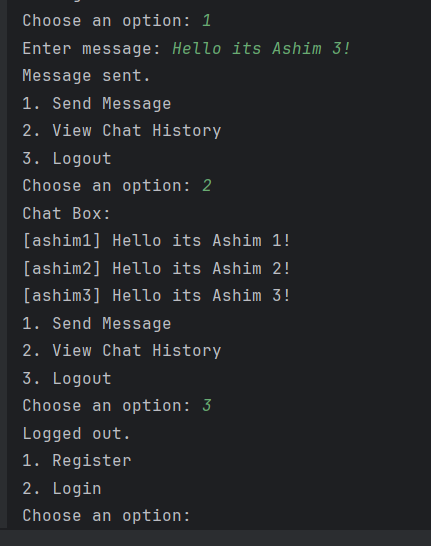 Choose an option: 1
Enter message: Hello its Ashim 3!
Message sent.
1. Send Message
2. View Chat History
3. Logout
Choose an option: 2
Chat Box:
[ashim1] Hello its Ashim 1!
[ashim2] Hello its Ashim 2!
[ashim3] Hello its Ashim 3!
1. Send Message
2. View Chat History
3. Logout
Choose an option: 3
Logged out.
1. Register
2. Login
Choose an option: